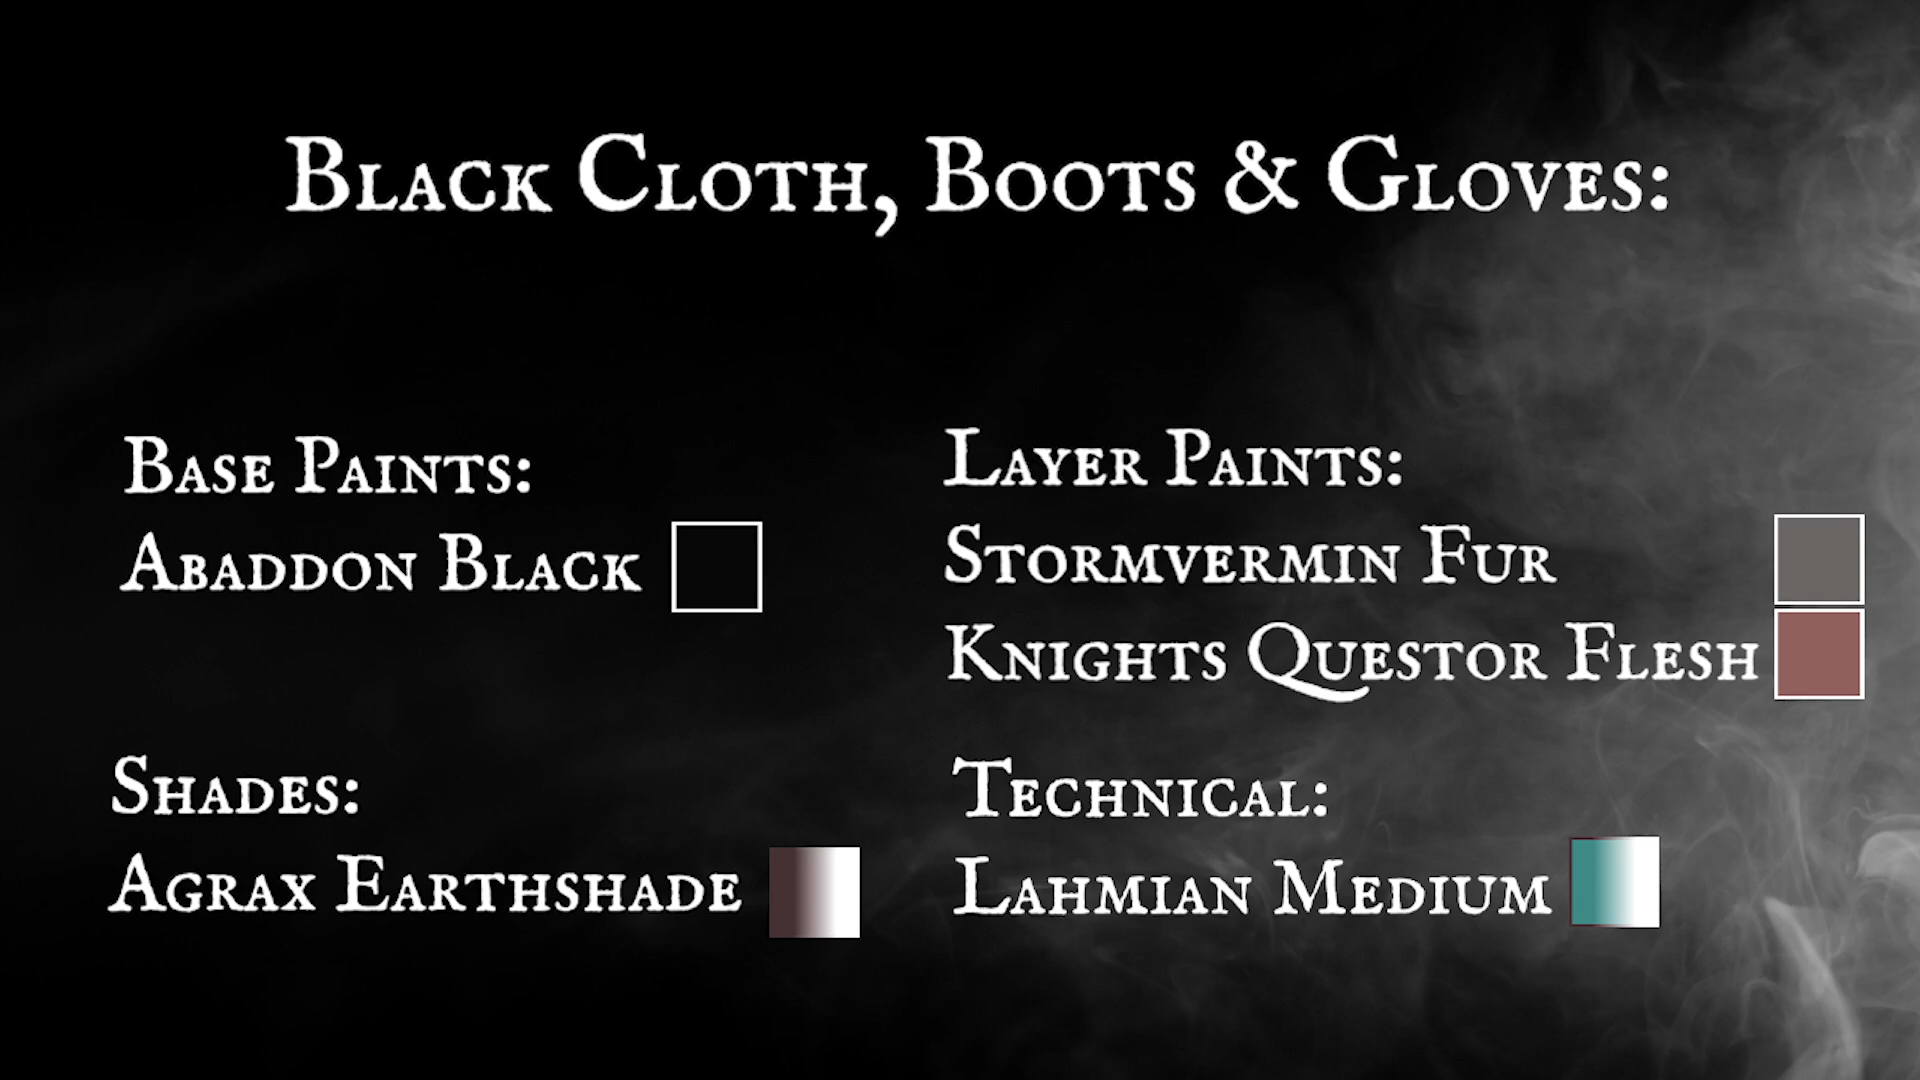 Black Cloth, Boots & Gloves:
Base Paints:
Abaddon Black
Layer Paints:
Stormvermin Fur
Knights Questor Flesh
Shades:
Agrax Earthshade
Technical:
Lahmian Medium